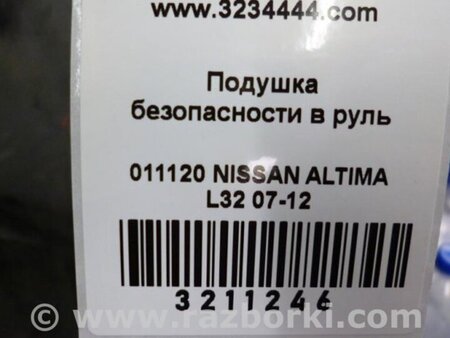 www.3234444.com
Подушка
безопасности в руль
011120 NISSAN ALTIMA
L32 07-12
3211246
© www.razborki.com